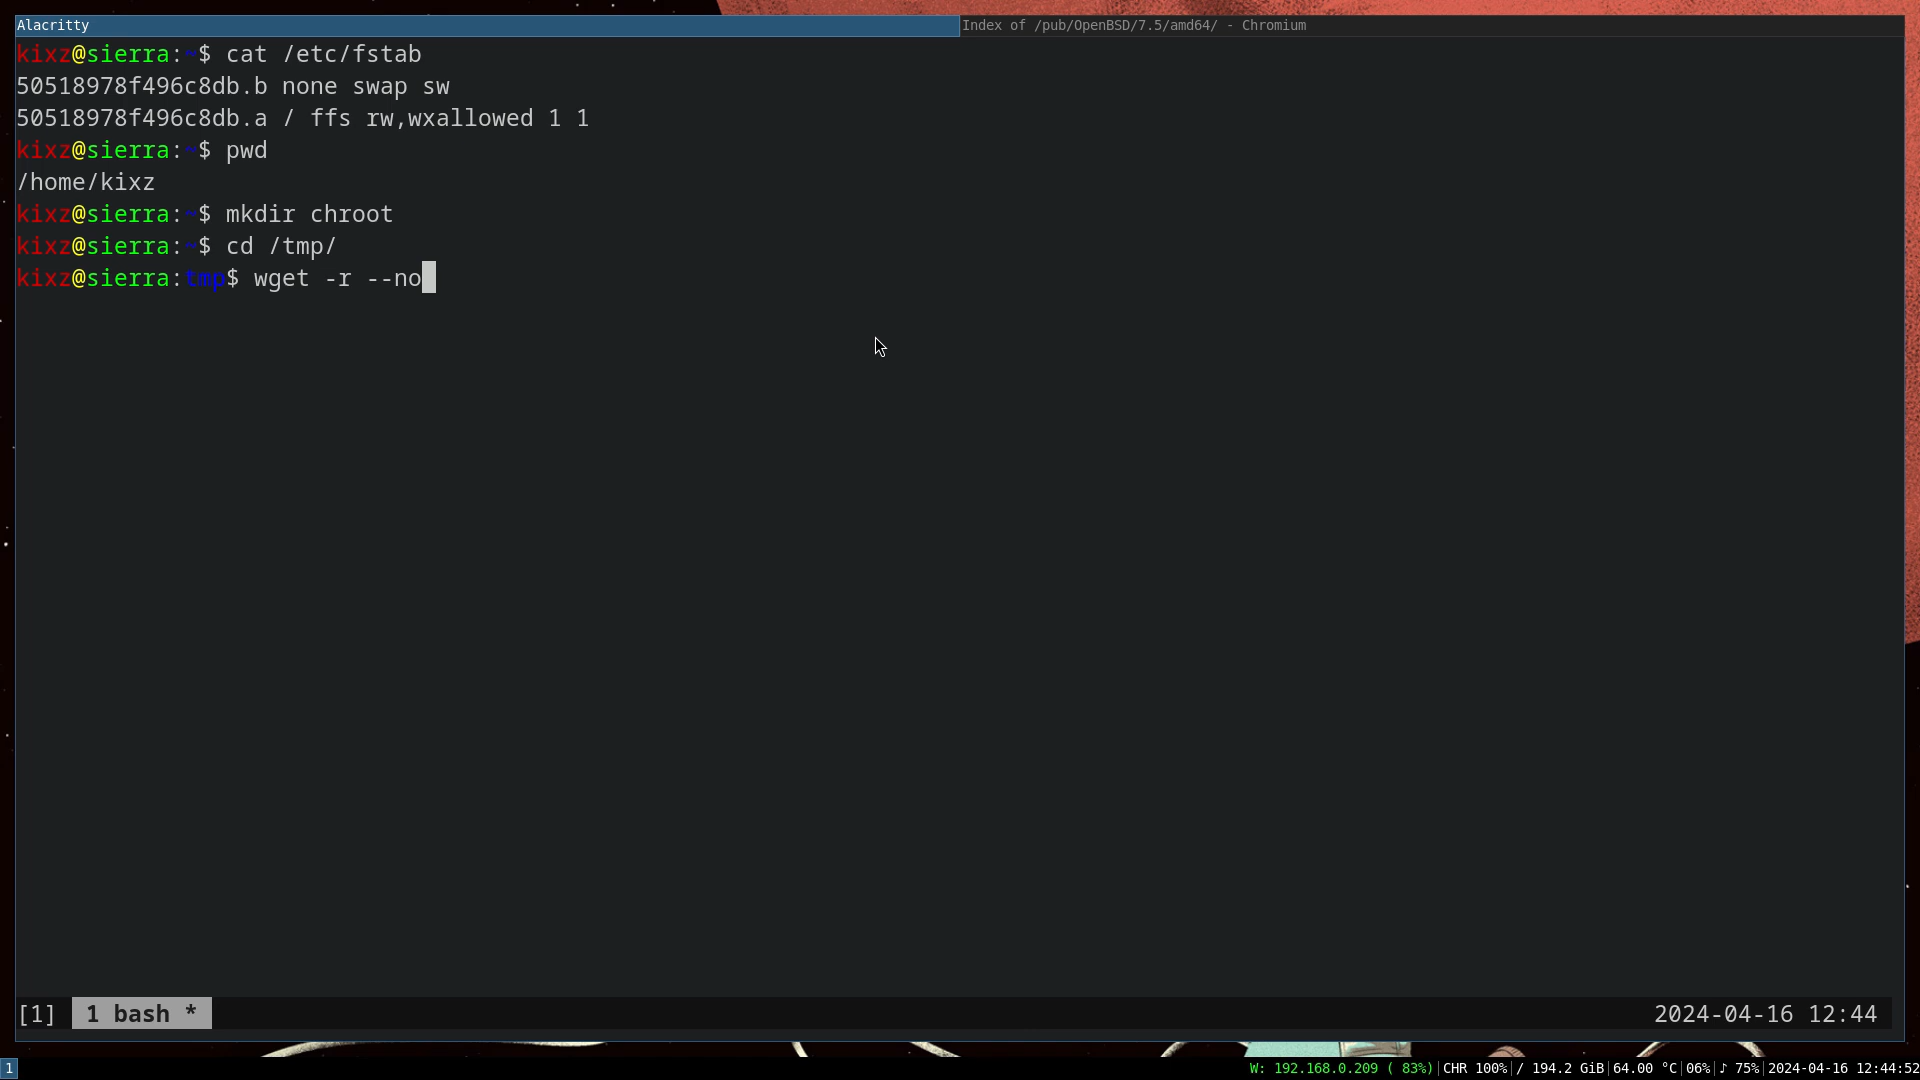 Alacritty
Index of /pub/OpenBSD/7.5/amd64/ - Chromium
kixz@sierra:~$ cat /etc/fstab
50518978f496c8db.b none swap sw
50518978f496c8db.a / ffs rw,wxallowed 1 1
kixz@sierra:~$ pwd
/home/kixz
kixz@sierra:~$ mkdir chroot
kixz@sierra:~$ cd /tmp/
kixz@sierra:tmp$ wget -r --no
[1] 1 bash * 2024-04-16 12:44
1 W: 192.168.0.209 ( 83%)|CHR 100%|/ 194.2 GiB|64.00 °C|06%|♪ 75%|2024-04-16 12:44:52